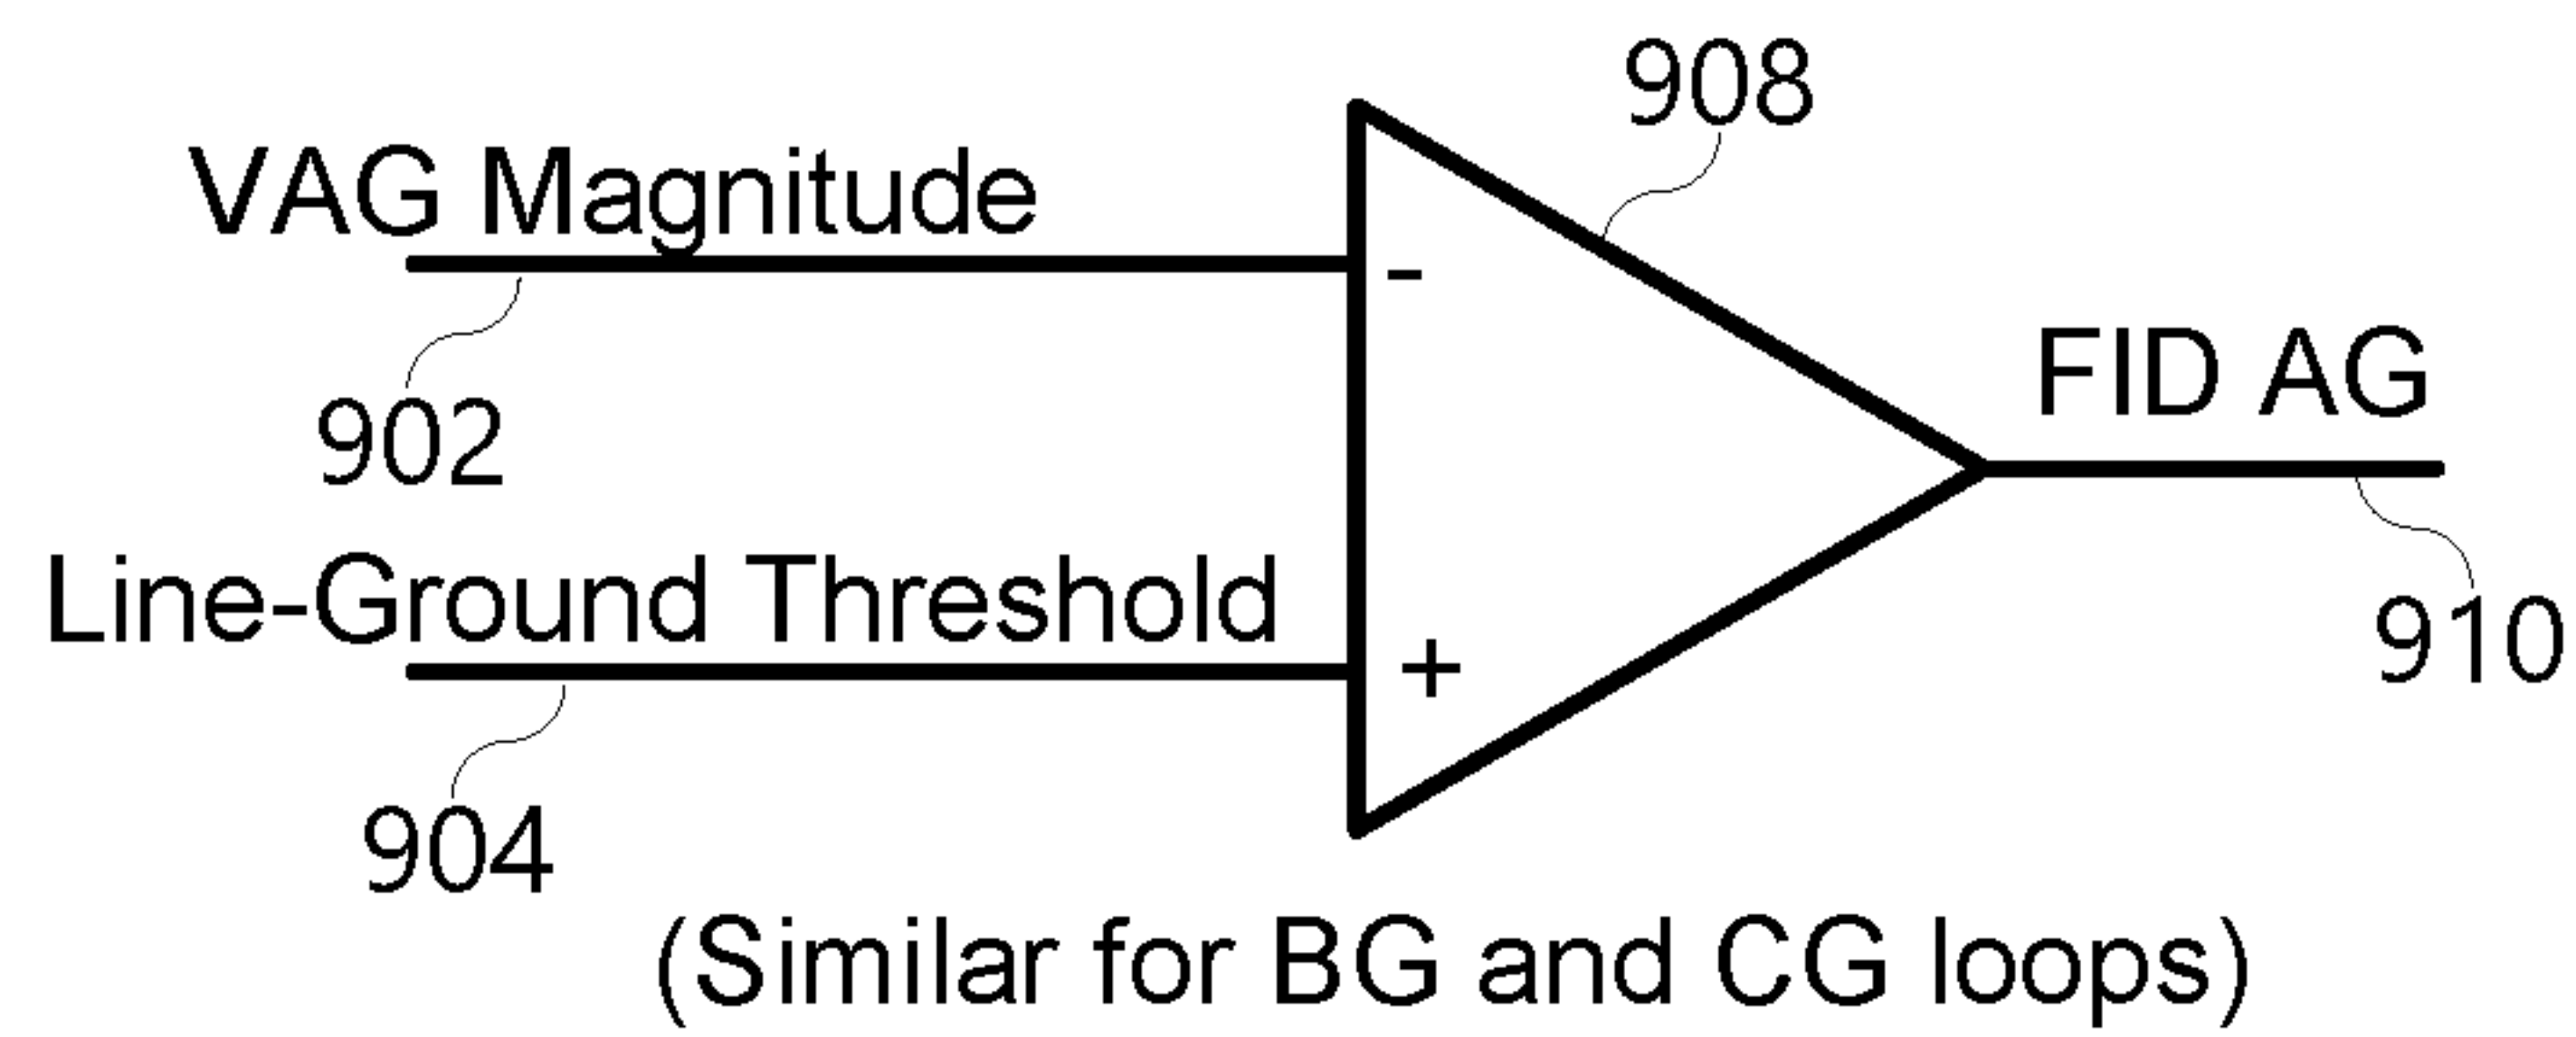 908
VAG Magnitude
-
902
FID AG
Line-Ground Threshold
+
910
904
(Similar for BG and CG loops)